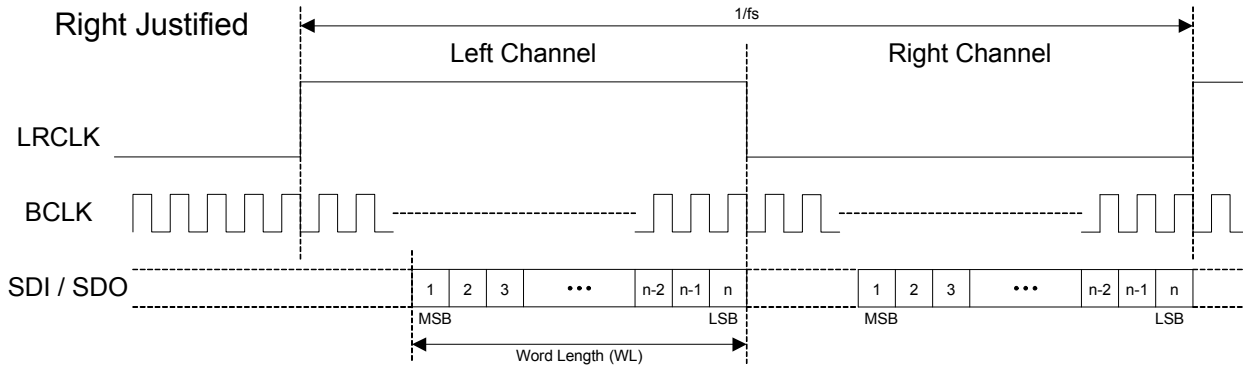 Right Justified
1/fs
Left Channel
Right Channel
LRCLK
BCLK
SDI / SDO
1 2 3 ••• n-2 n-1 n
1 2 3 ••• n-2 n-1 n
MSB LSB
MSB LSB
Word Length (WL)